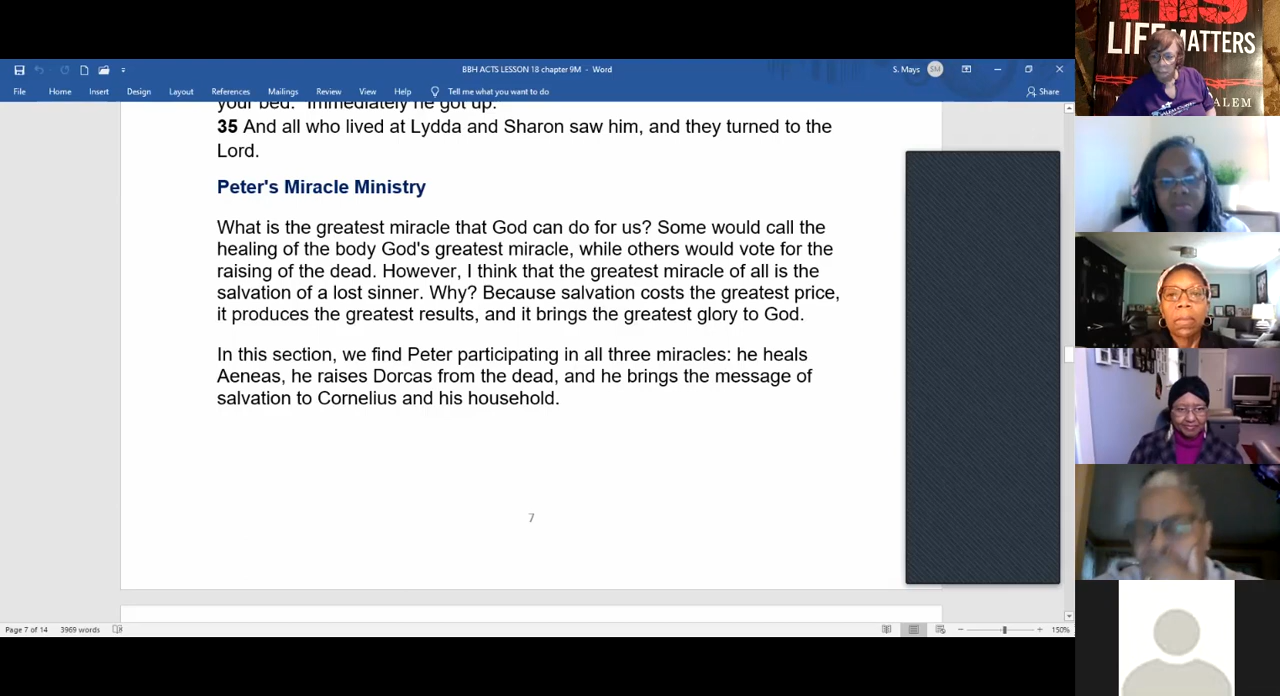 HIS
LIFE MATTERS
ALEM
BBH ACTS LESSON 18 chapter 9M - Word
S. Mays SM
File Home Insert Design Layout References Mailings Review View Help Tell me what you want to do Share
your bed." Immediately he got up.
35 And all who lived at Lydda and Sharon saw him, and they turned to the
Lord.
Peter's Miracle Ministry
What is the greatest miracle that God can do for us? Some would call the
healing of the body God's greatest miracle, while others would vote for the
raising of the dead. However, I think that the greatest miracle of all is the
salvation of a lost sinner. Why? Because salvation costs the greatest price,
it produces the greatest results, and it brings the greatest glory to God.
In this section, we find Peter participating in all three miracles: he heals
Aeneas, he raises Dorcas from the dead, and he brings the message of
salvation to Cornelius and his household.
7
Page 7 of 14 3969 words 150%